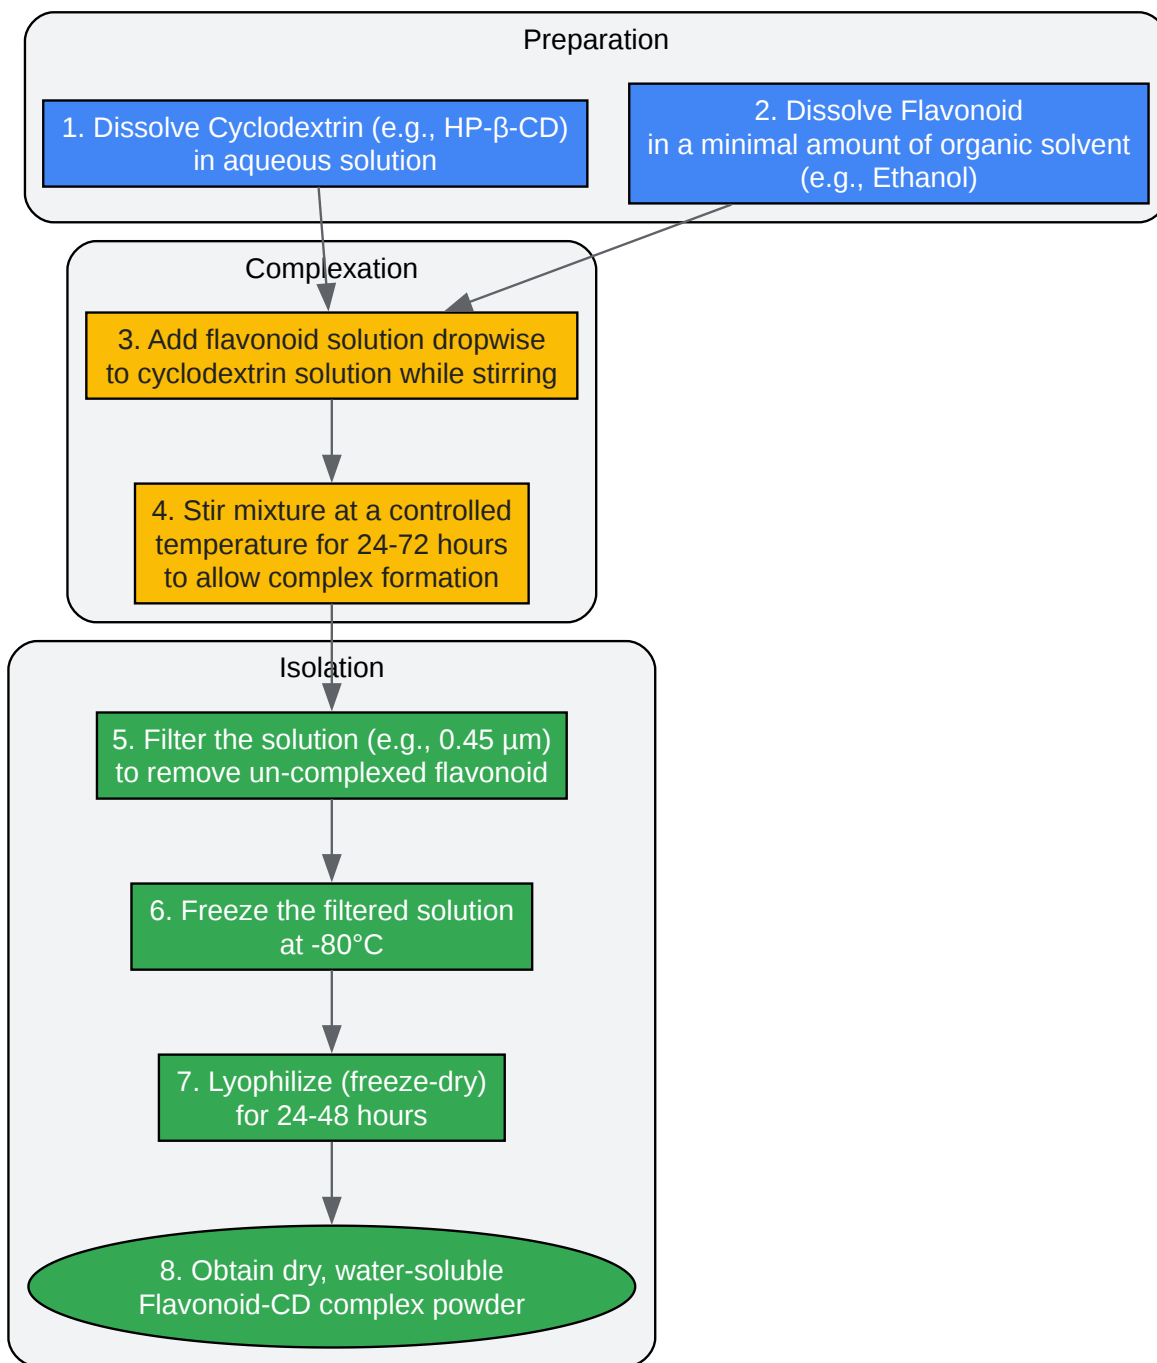 Preparation
1. Dissolve Cyclodextrin (e.g., HP-β-CD)
in aqueous solution
2. Dissolve Flavonoid
in a minimal amount of organic solvent
(e.g., Ethanol)
Complexation
3. Add flavonoid solution dropwise
to cyclodextrin solution while stirring
4. Stir mixture at a controlled
temperature for 24-72 hours
to allow complex formation
Isolation
5. Filter the solution (e.g., 0.45 µm)
to remove un-complexed flavonoid
6. Freeze the filtered solution
at -80°C
7. Lyophilize (freeze-dry)
for 24-48 hours
8. Obtain dry, water-soluble
Flavonoid-CD complex powder